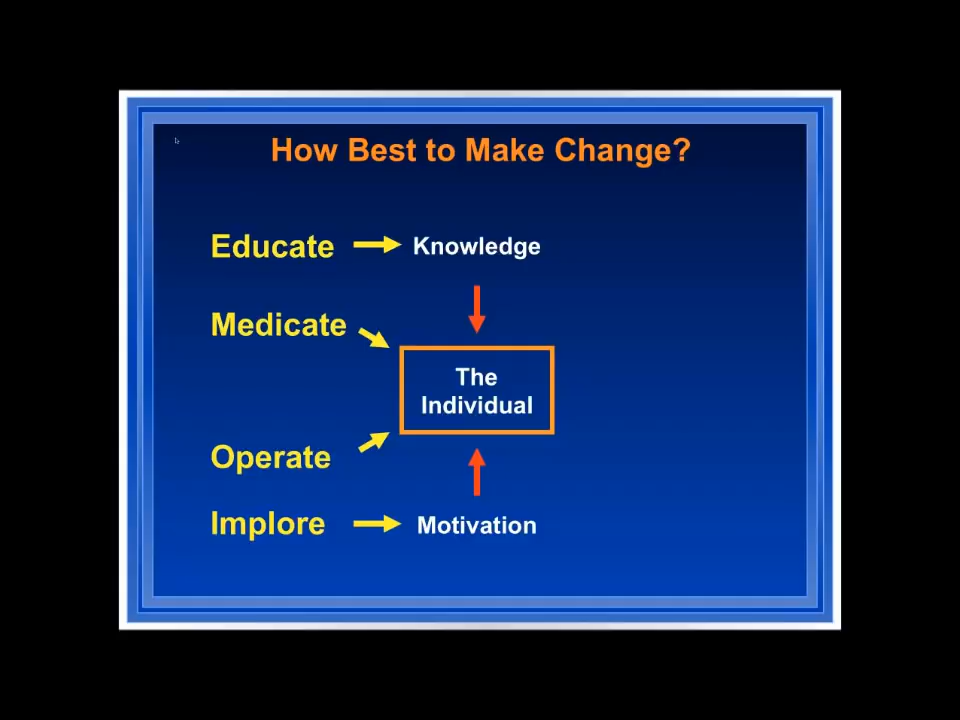 How Best to Make Change?
Educate
Knowledge
Medicate
The
Individual
Operate
Implore
Motivation